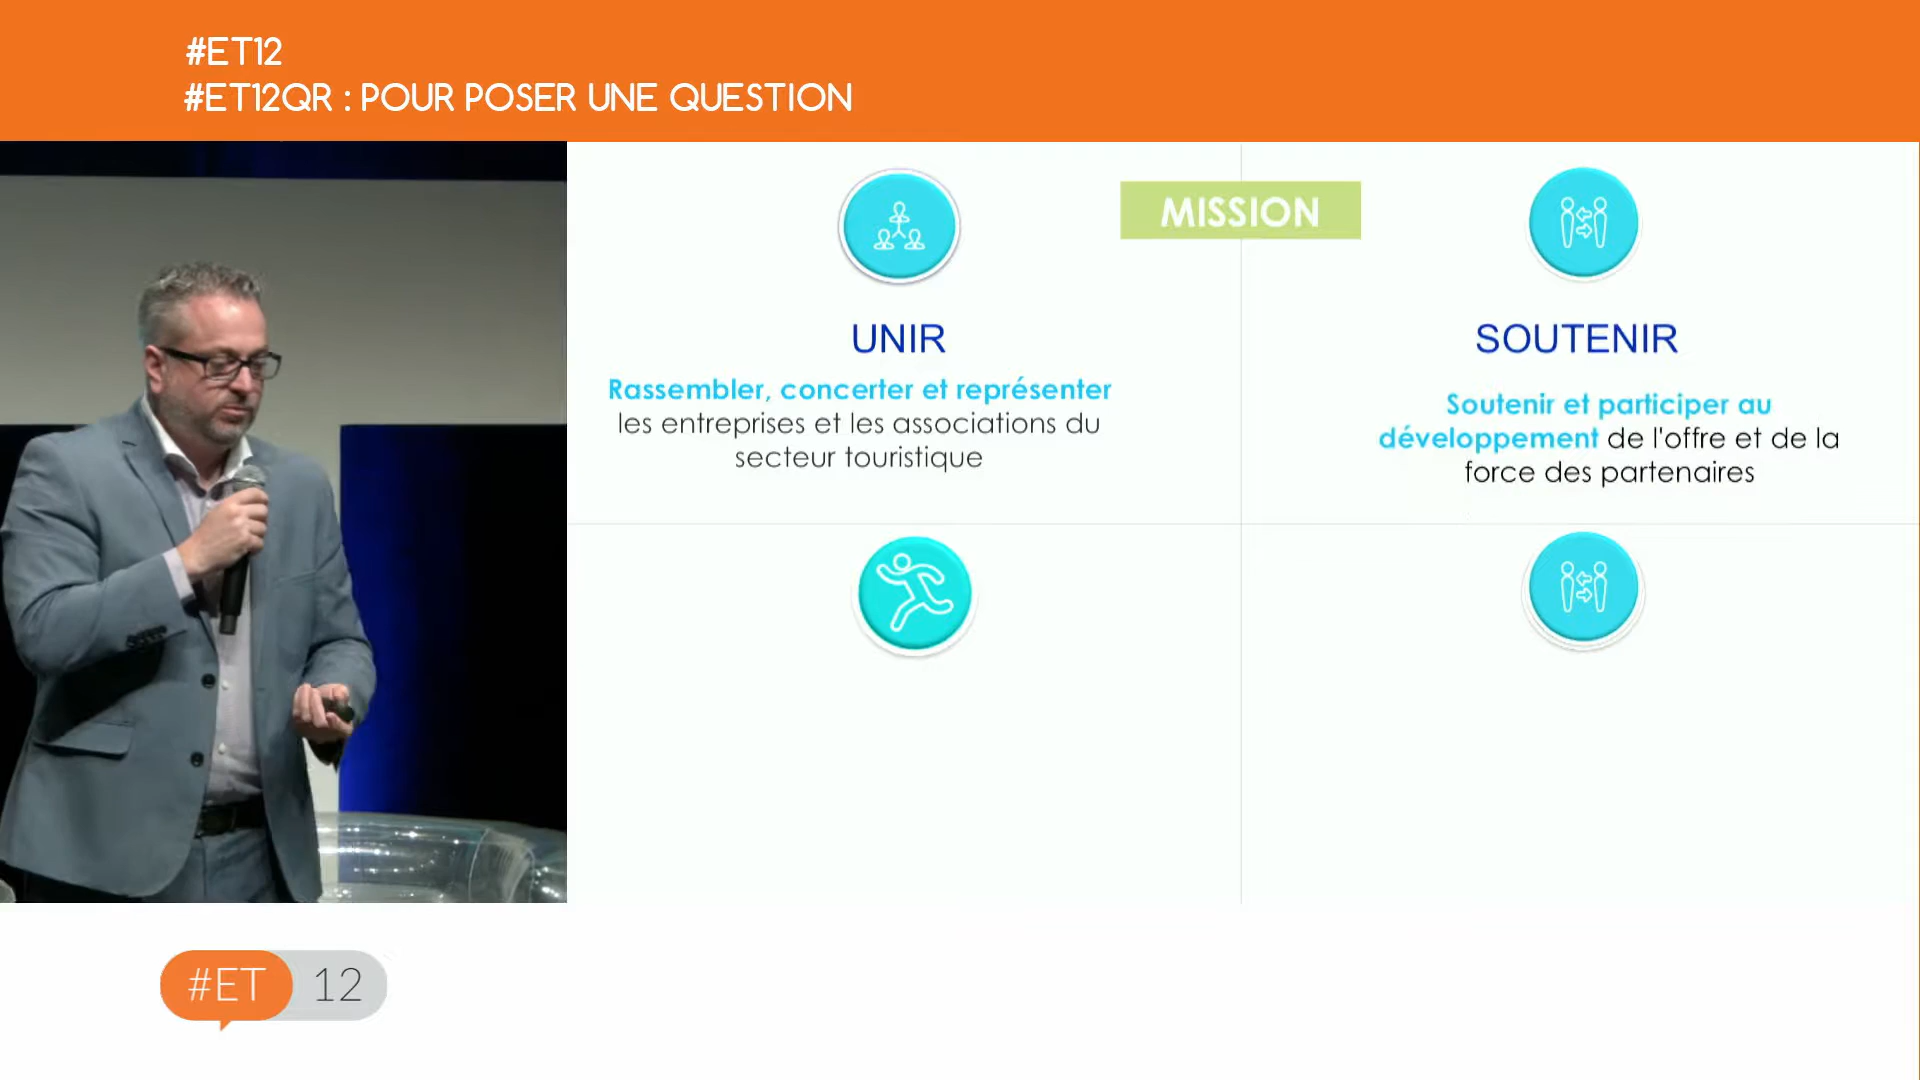 #ET12
#ET12QR : POUR POSER UNE QUESTION
MISSION
UNIR
Rassembler, concerter et représenter
les entreprises et les associations du
secteur touristique
SOUTENIR
Soutenir et participer au
développement de l'offre et de la
force des partenaires
#ET 12